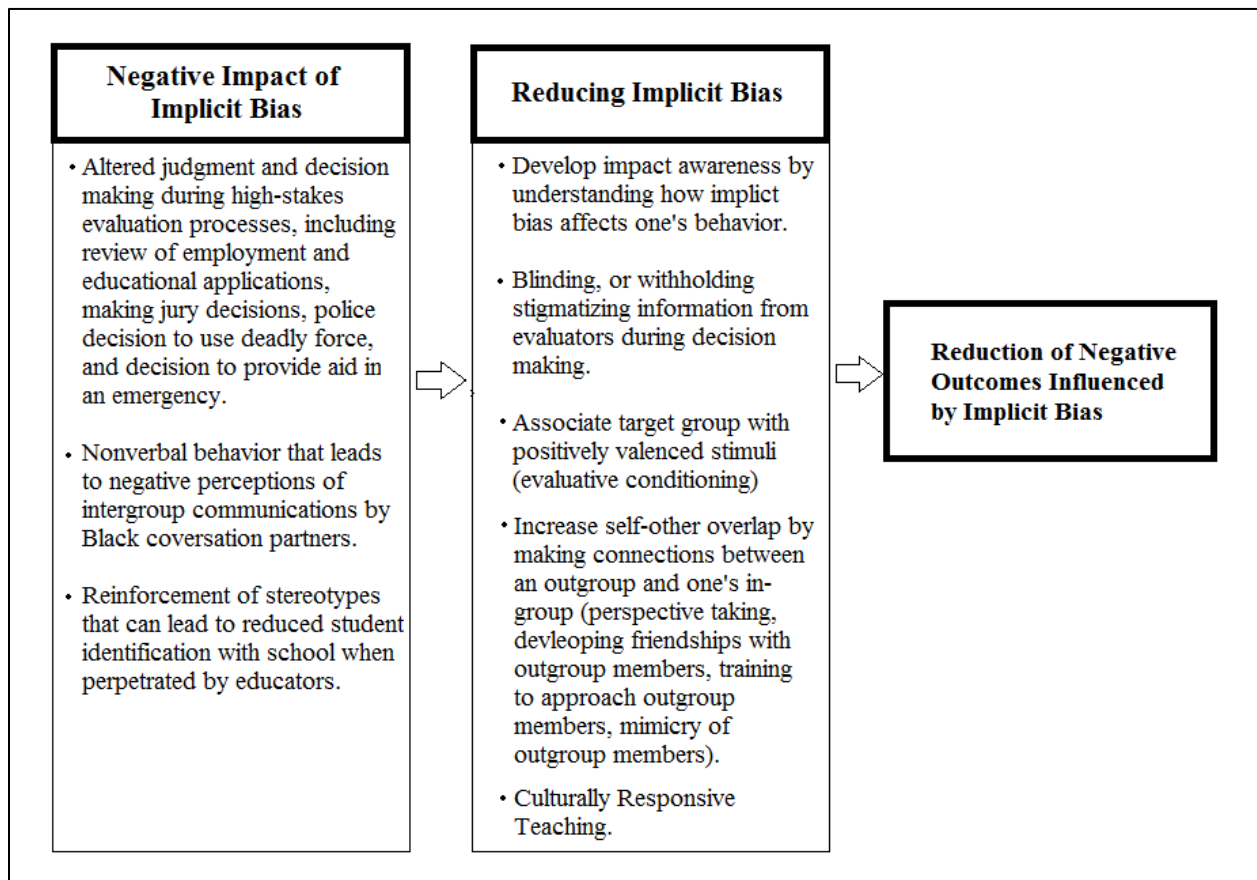 Negative Impact of
Implicit Bias
• Altered judgment and decision
making during high-stakes
evaluation processes, including
review of employment and
educational applications,
making jury decisions, police
decision to use deadly force,
and decision to provide aid in
an emergency.
• Nonverbal behavior that leads
to negative perceptions of
intergroup communications by
Black coversation partners.
• Reinforcement of stereotypes
that can lead to reduced student
identification with school when
perpetrated by educators.
Reducing Implicit Bias
• Develop impact awareness by
understanding how implict
bias affects one's behavior.
• Blinding, or withholding
stigmatizing information from
evaluators during decision
making.
• Associate target group with
positively valenced stimuli
(evaluative conditioning)
• Increase self-other overlap by
making connections between
an outgroup and one's in-
group (perspective taking,
devleoping friendships with
outgroup members, training
to approach outgroup
members, mimicry of
outgroup members).
• Culturally Responsive
Teaching.
Reduction of Negative
Outcomes Influenced
by Implicit Bias